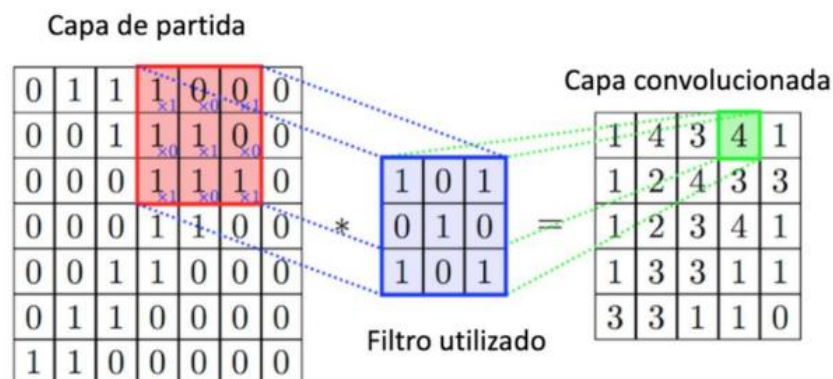 Capa de partida
Capa convolucionada
0 1 1 1 0 0 0
×1 ×0 ×1
0 0 1 1 1 0 0
×0 ×1 ×0
0 0 0 1 1 1 0
×1 ×0 ×1
0 0 0 1 1 0 0
0 0 1 1 0 0 0
0 1 1 0 0 0 0
1 1 0 0 0 0 0
*
1 0 1
0 1 0
1 0 1
Filtro utilizado
=
1 4 3 4 1
1 2 4 3 3
1 2 3 4 1
1 3 3 1 1
3 3 1 1 0